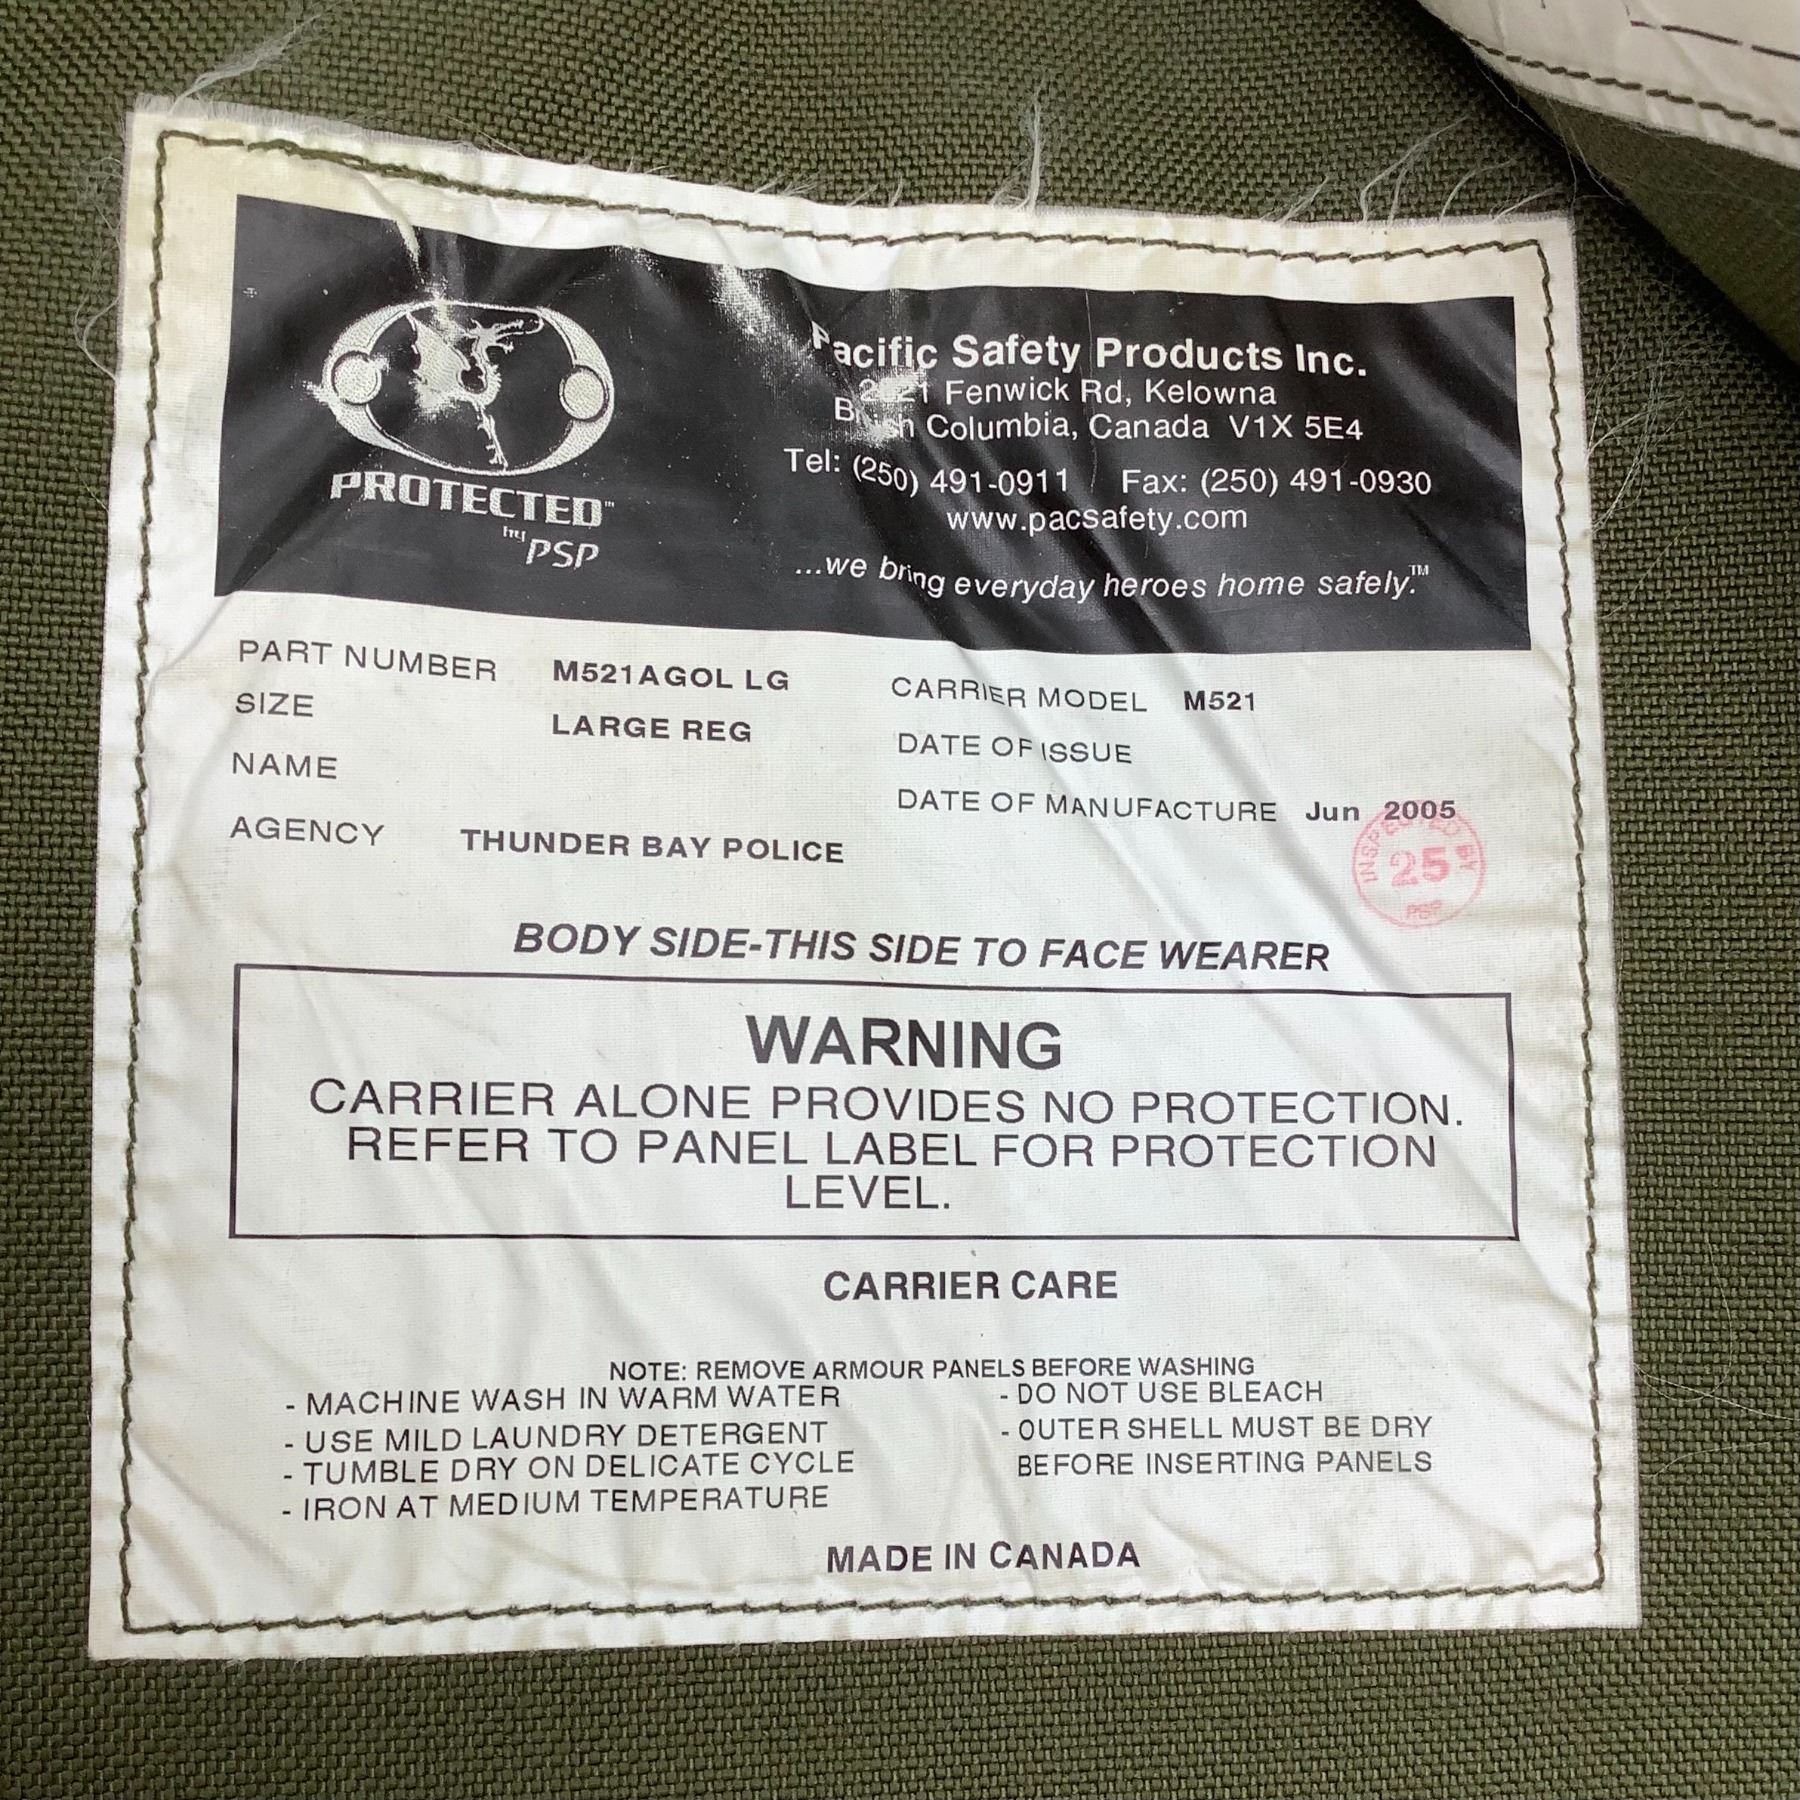 Pacific Safety Products Inc.
Fenwick Rd, Kelowna
Columbia, Canada V1X 5E4
Tel: (250) 491-0911 Fax: (250) 491-0930
www.pacsafety.com
...we bring everyday heroes home safely.™
PROTECTED™
by PSP
PART NUMBER M521AGOL LG
SIZE LARGE REG
NAME
AGENCY THUNDER BAY POLICE
CARRIER MODEL M521
DATE OF ISSUE
DATE OF MANUFACTURE Jun 2005
INSPECTED BY
25
PSP
BODY SIDE-THIS SIDE TO FACE WEARER
WARNING
CARRIER ALONE PROVIDES NO PROTECTION.
REFER TO PANEL LABEL FOR PROTECTION
LEVEL.
CARRIER CARE
NOTE: REMOVE ARMOUR PANELS BEFORE WASHING
- MACHINE WASH IN WARM WATER
- USE MILD LAUNDRY DETERGENT
- TUMBLE DRY ON DELICATE CYCLE
- IRON AT MEDIUM TEMPERATURE
- DO NOT USE BLEACH
- OUTER SHELL MUST BE DRY
BEFORE INSERTING PANELS
MADE IN CANADA